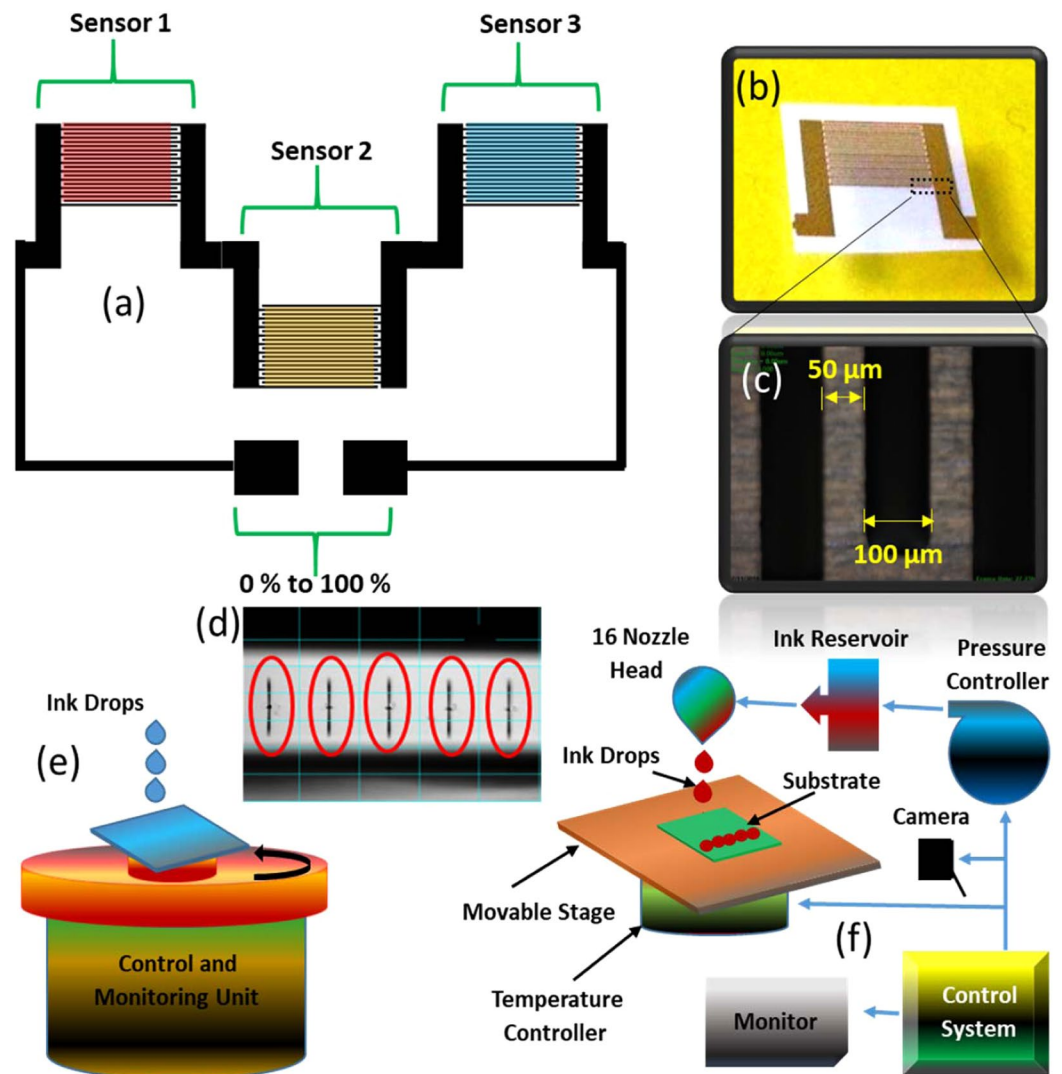 Sensor 1
Sensor 3
Sensor 2
(a)
(b)
(c)
50 µm
100 µm
0 % to 100 %
(d)
16 Nozzle
Head
Ink Reservoir
Pressure
Controller
Ink Drops
(e)
Ink Drops
Substrate
Camera
Movable Stage
(f)
Control and
Monitoring Unit
Temperature
Controller
Monitor
Control
System